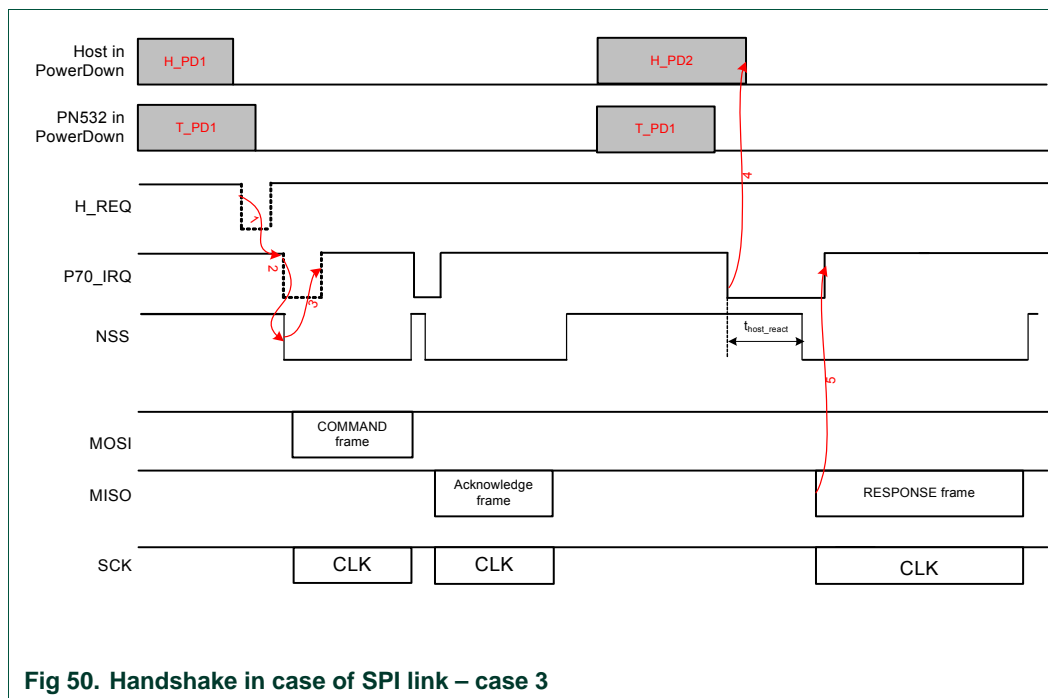 Host in
PowerDown
H_PD1
H_PD2
PN532 in
PowerDown
T_PD1
T_PD1
H_REQ
1
4
P70_IRQ
2
3
NSS
thost_react
5
MOSI
COMMAND
frame
MISO
Acknowledge
frame
RESPONSE frame
SCK
CLK
CLK
CLK
Fig 50. Handshake in case of SPI link – case 3